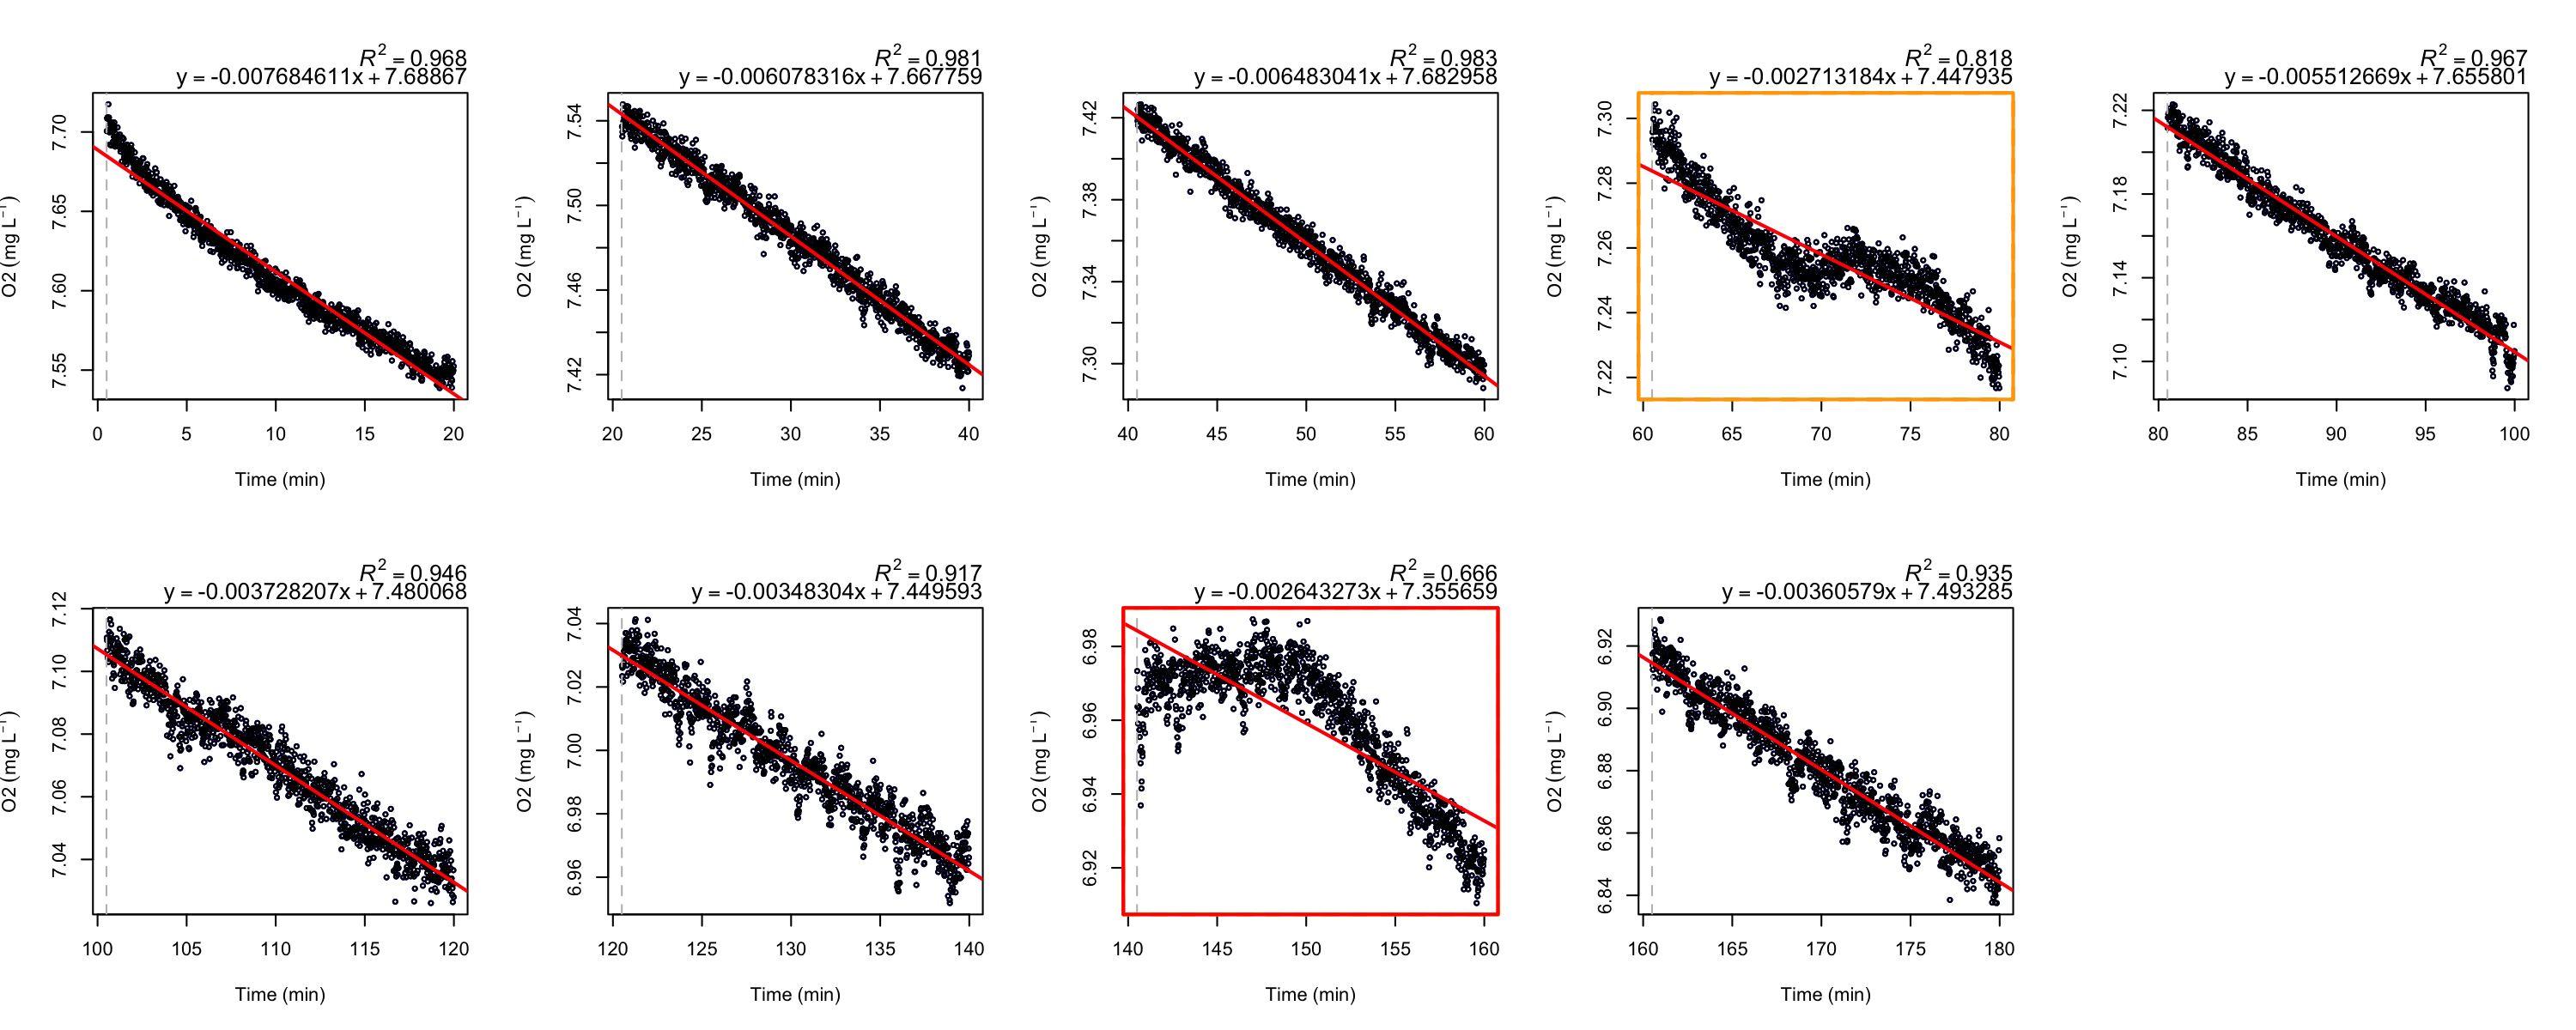 R² = 0.968
y = -0.007684611x + 7.68867
O2 (mg L⁻¹)
7.70
7.65
7.60
7.55
0 5 10 15 20
Time (min)
R² = 0.981
y = -0.006078316x + 7.667759
O2 (mg L⁻¹)
7.54
7.50
7.46
7.42
20 25 30 35 40
Time (min)
R² = 0.983
y = -0.006483041x + 7.682958
O2 (mg L⁻¹)
7.42
7.38
7.34
7.30
40 45 50 55 60
Time (min)
R² = 0.818
y = -0.002713184x + 7.447935
O2 (mg L⁻¹)
7.30
7.28
7.26
7.24
7.22
60 65 70 75 80
Time (min)
R² = 0.967
y = -0.005512669x + 7.655801
O2 (mg L⁻¹)
7.22
7.18
7.14
7.10
80 85 90 95 100
Time (min)
R² = 0.946
y = -0.003728207x + 7.480068
O2 (mg L⁻¹)
7.12
7.10
7.08
7.06
7.04
100 105 110 115 120
Time (min)
R² = 0.917
y = -0.00348304x + 7.449593
O2 (mg L⁻¹)
7.04
7.02
7.00
6.98
6.96
120 125 130 135 140
Time (min)
R² = 0.666
y = -0.002643273x + 7.355659
O2 (mg L⁻¹)
6.98
6.96
6.94
6.92
140 145 150 155 160
Time (min)
R² = 0.935
y = -0.00360579x + 7.493285
O2 (mg L⁻¹)
6.92
6.90
6.88
6.86
6.84
160 165 170 175 180
Time (min)